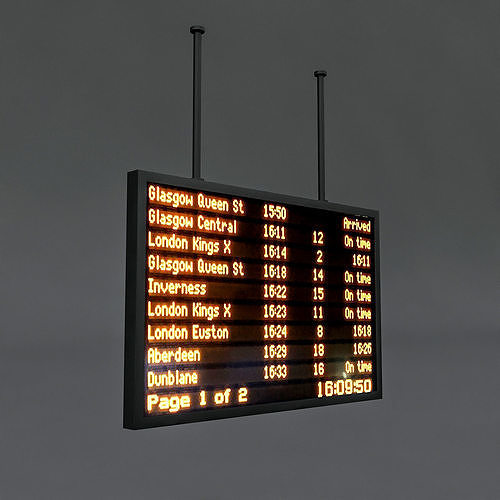 Glasgow Queen St 15:50 Arrived
Glasgow Central 16:11 12 On time
London Kings X 16:14 2 16:11
Glasgow Queen St 16:18 14 On time
Inverness 16:22 15 On time
London Kings X 16:23 11 On time
London Euston 16:24 8 16:18
Aberdeen 16:29 18 16:26
Dunblane 16:33 16 On time
Page 1 of 2 16:09:50